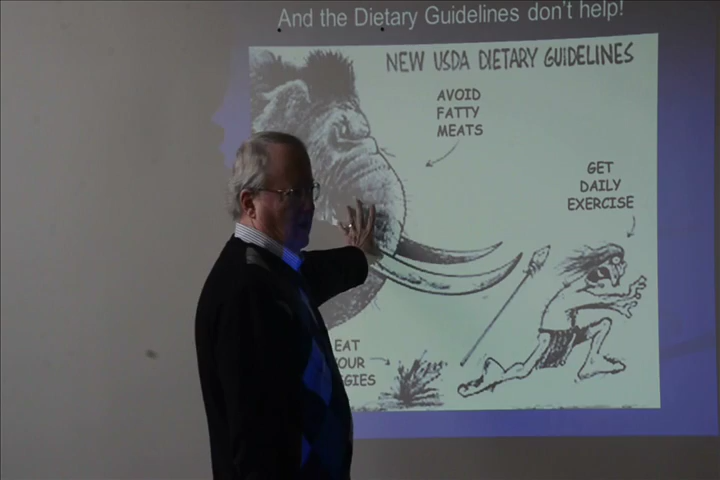 And the Dietary Guidelines don't help!
NEW USDA DIETARY GUIDELINES
AVOID
FATTY
MEATS
GET
DAILY
EXERCISE
EAT